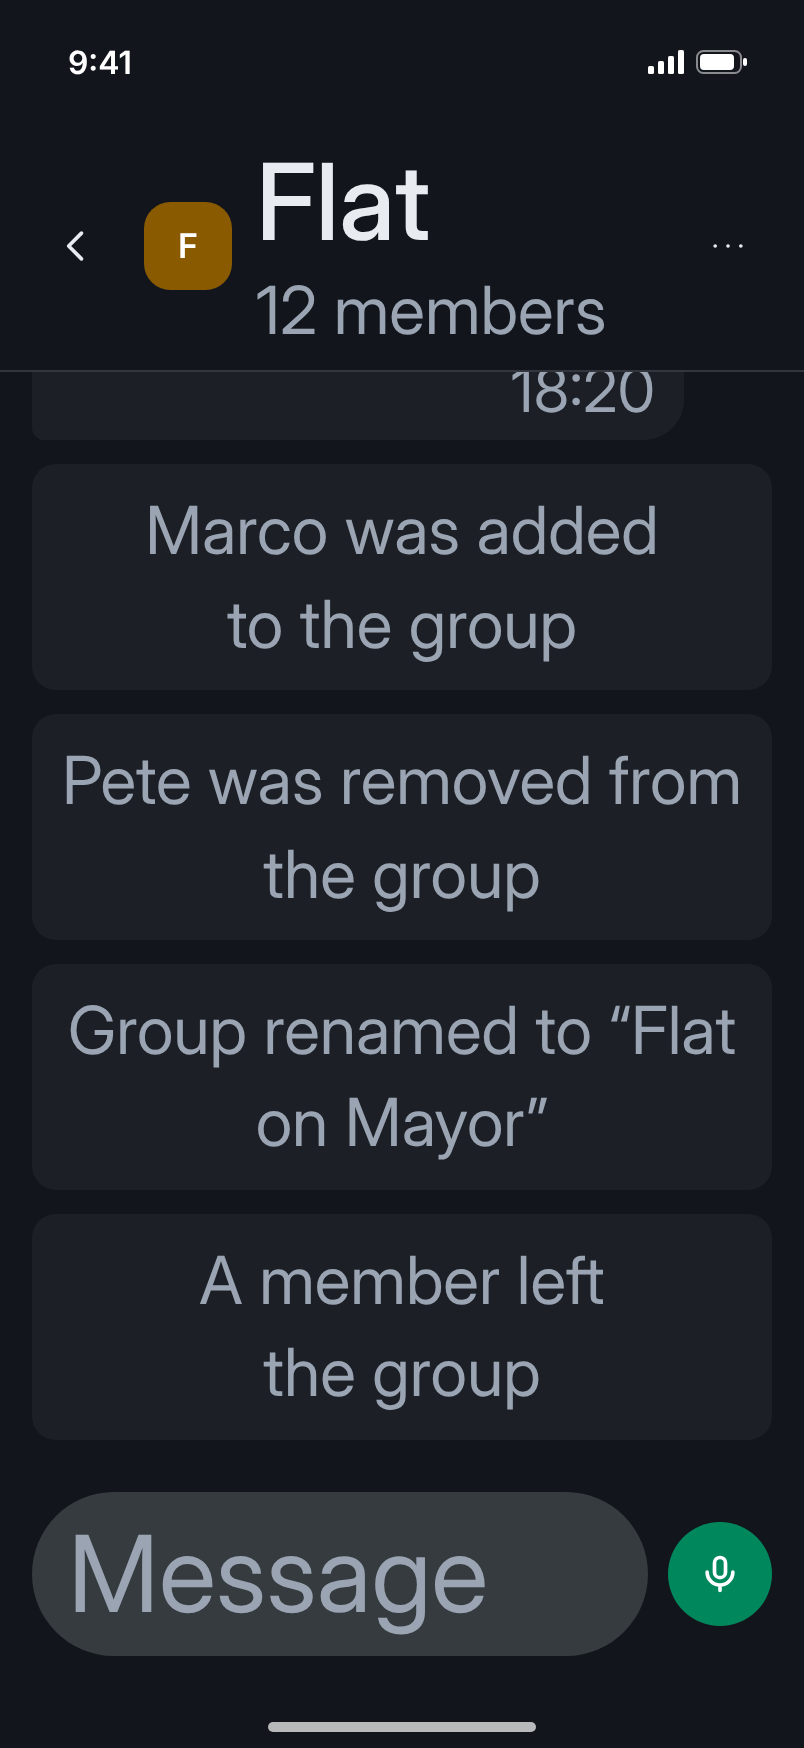 9:41
F
Flat
12 members
18:20
Marco was added
to the group
Pete was removed from
the group
Group renamed to “Flat
on Mayor”
A member left
the group
Message